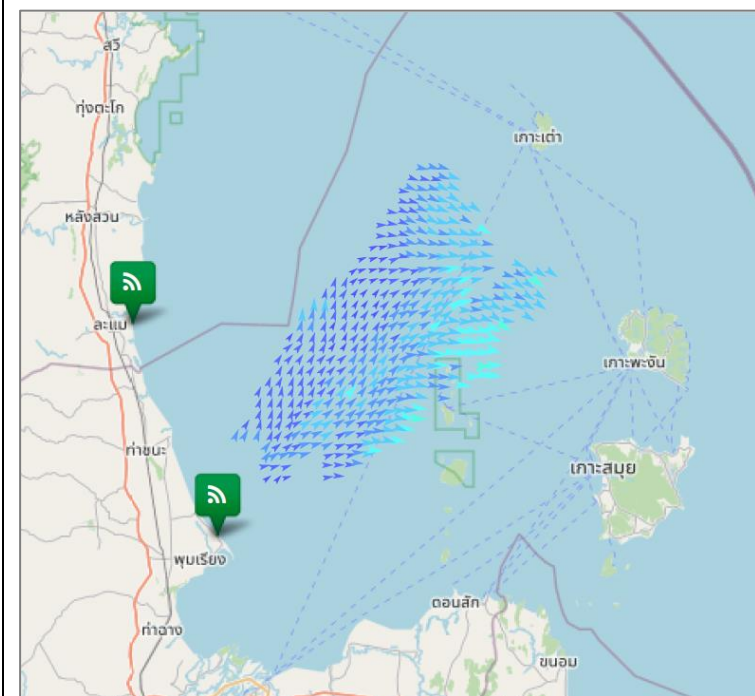 สวี
ทุ่งตะโก
เกาะเต่า
หลังสวน
ละแม
เกาะพะงัน
ท่าชนะ
เกาะสมุย
พุมเรียง
ดอนสัก
ท่าฉาง
ขนอม